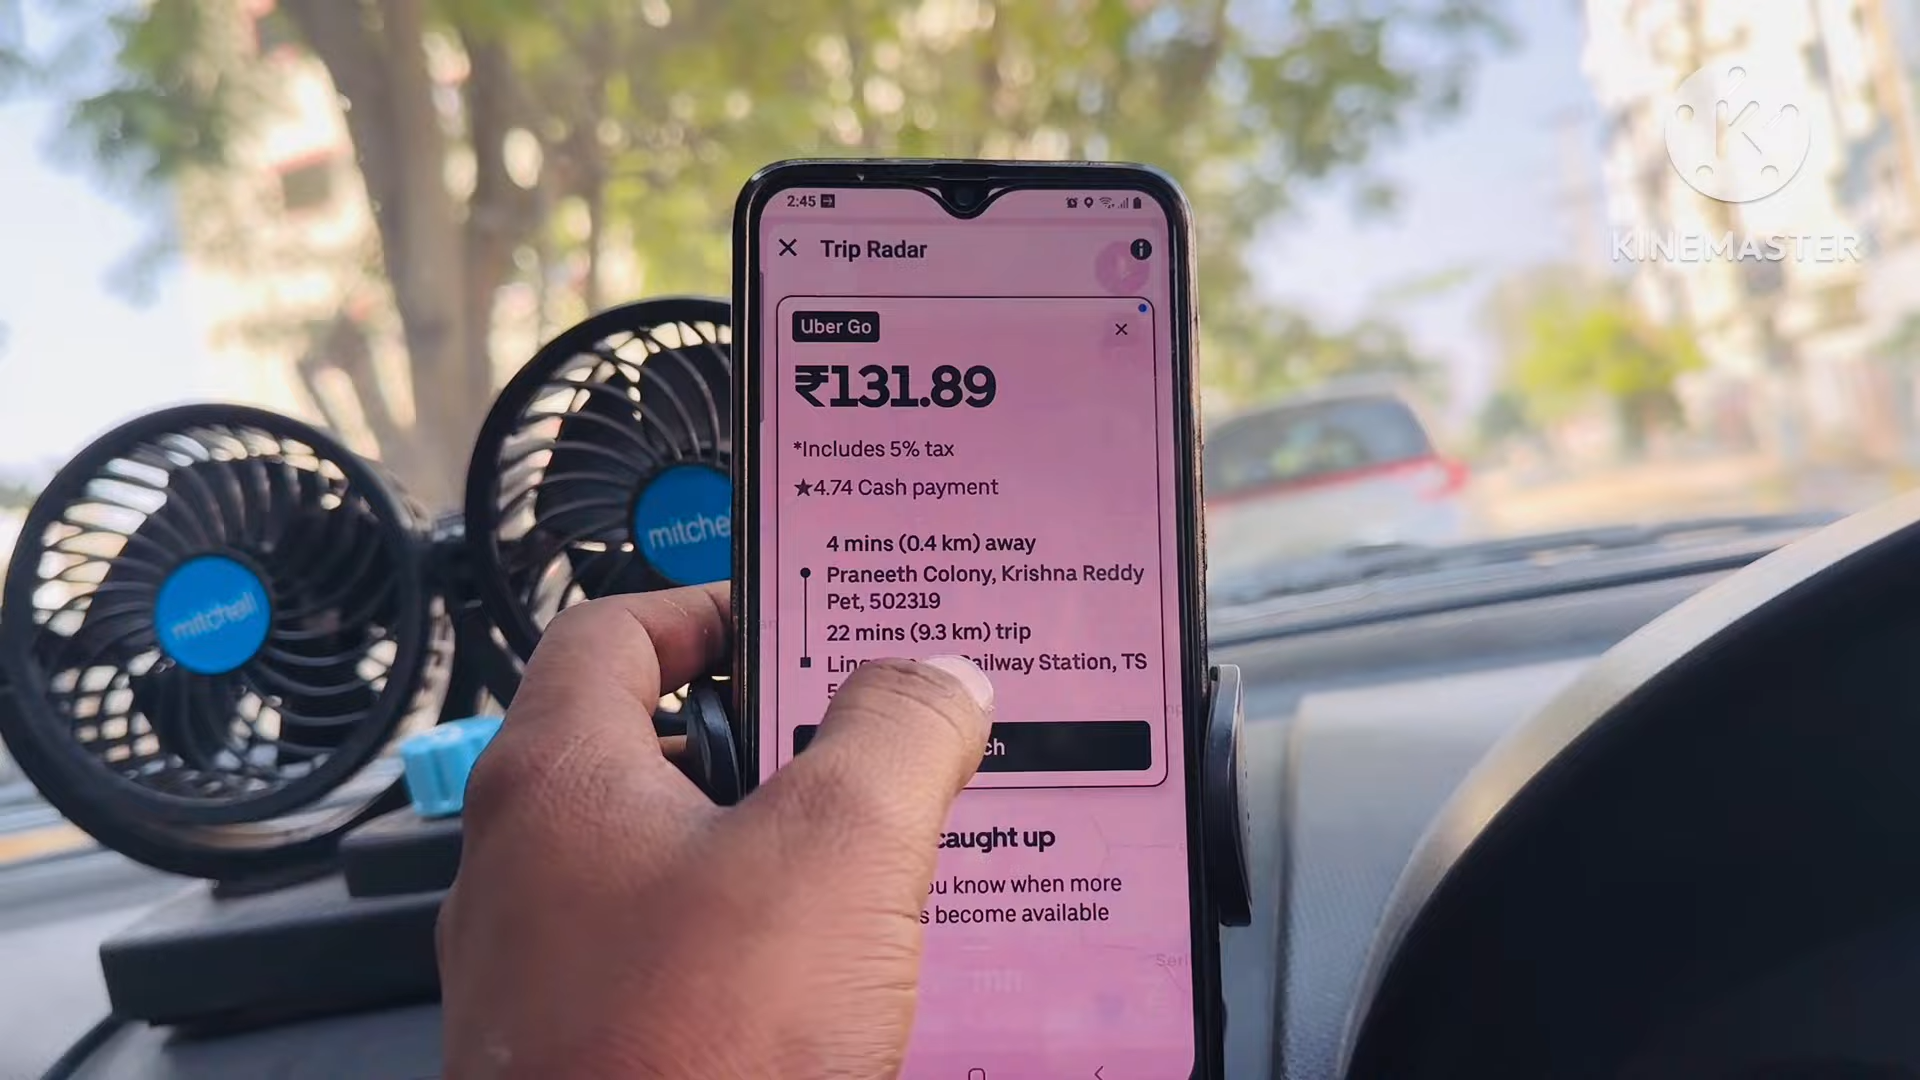 KINEMASTER
2:45
Trip Radar
Uber Go
₹131.89
*Includes 5% tax
★4.74 Cash payment
4 mins (0.4 km) away
Praneeth Colony, Krishna Reddy
Pet, 502319
22 mins (9.3 km) trip
Railway Station, TS
caught up
know when more
become available
mitchell
mitchell